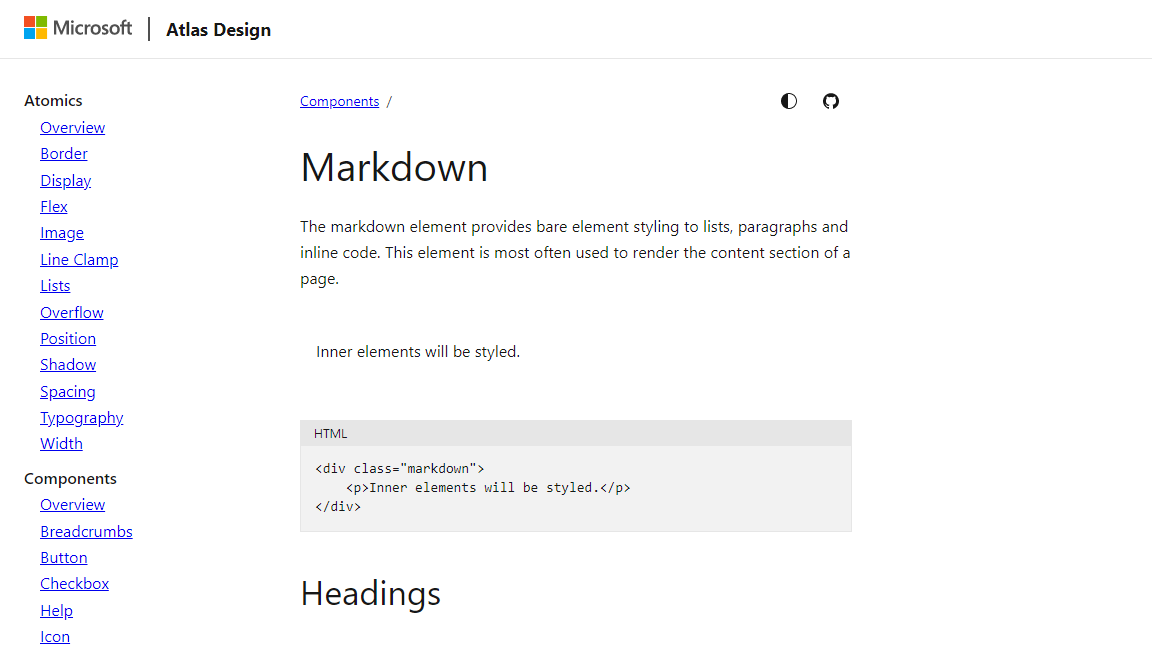 Microsoft | Atlas Design
Atomics
Overview
Border
Display
Flex
Image
Line Clamp
Lists
Overflow
Position
Shadow
Spacing
Typography
Width
Components
Overview
Breadcrumbs
Button
Checkbox
Help
Icon
Components /
Markdown
The markdown element provides bare element styling to lists, paragraphs and
inline code. This element is most often used to render the content section of a
page.
Inner elements will be styled.
HTML
<div class="markdown">
    <p>Inner elements will be styled.</p>
</div>
Headings